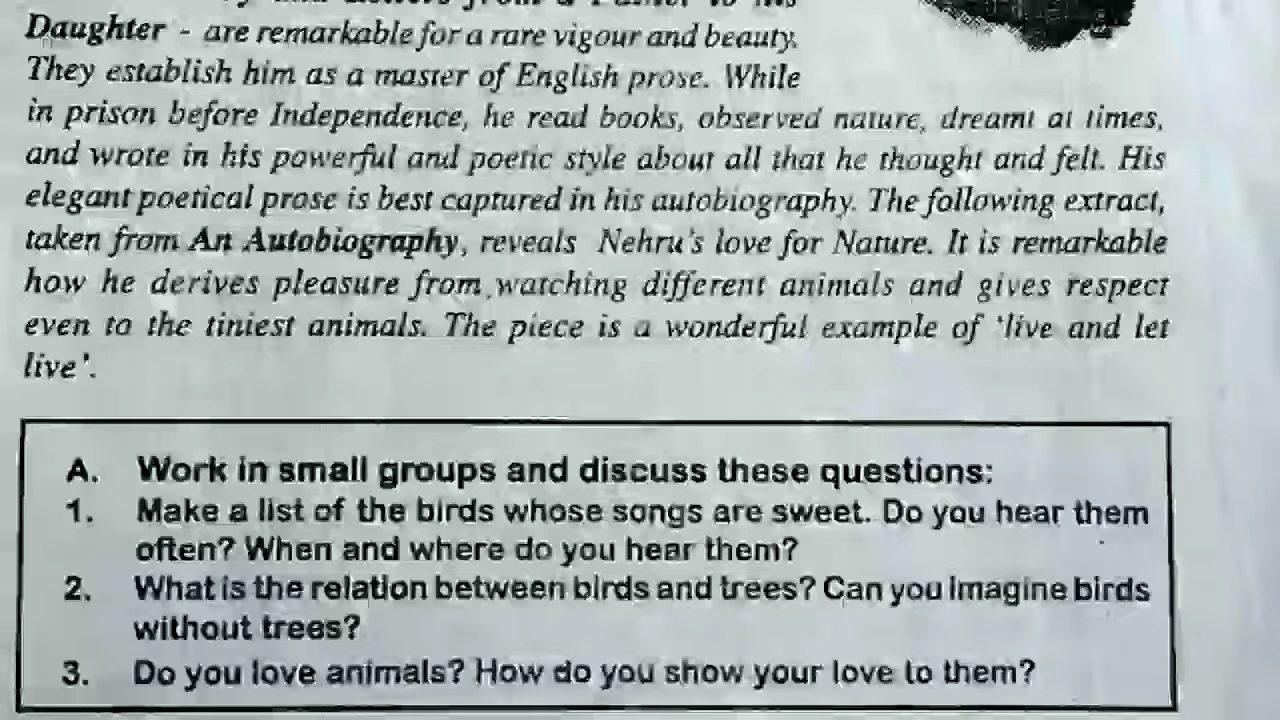 Daughter - are remarkable for a rare vigour and beauty.
They establish him as a master of English prose. While
in prison before Independence, he read books, observed nature, dreamt at times,
and wrote in his powerful and poetic style about all that he thought and felt. His
elegant poetical prose is best captured in his autobiography. The following extract,
taken from An Autobiography, reveals Nehru's love for Nature. It is remarkable
how he derives pleasure from watching different animals and gives respect
even to the tiniest animals. The piece is a wonderful example of 'live and let
live'.
A. Work in small groups and discuss these questions:
1. Make a list of the birds whose songs are sweet. Do you hear them
often? When and where do you hear them?
2. What is the relation between birds and trees? Can you imagine birds
without trees?
3. Do you love animals? How do you show your love to them?